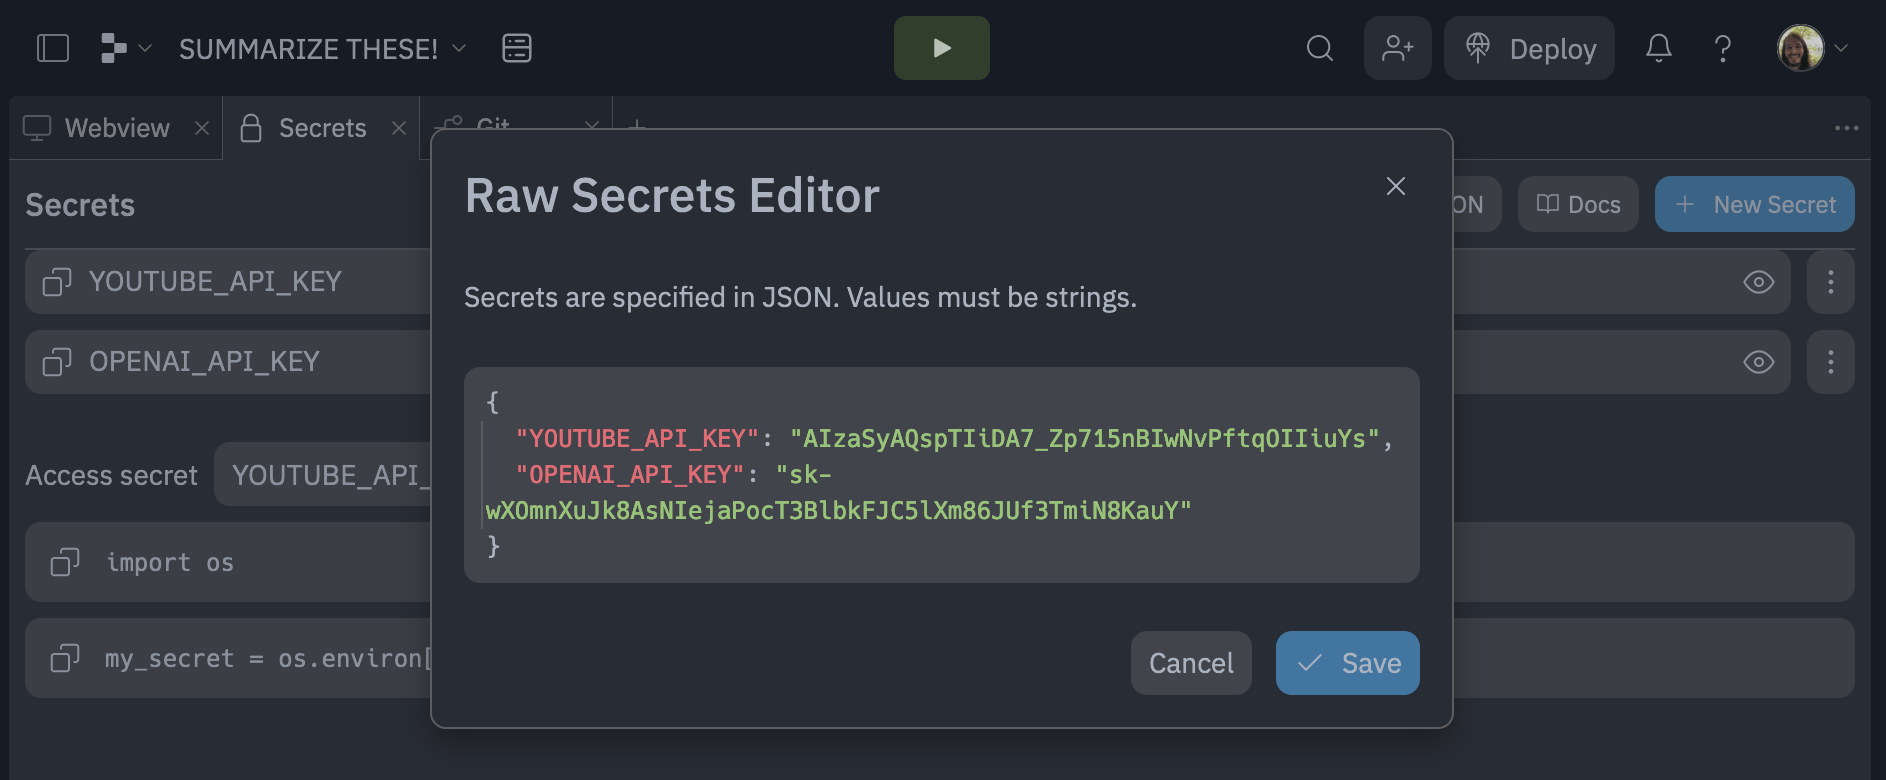 SUMMARIZE THESE!
Deploy
Webview
Secrets
Git
Secrets
ON
Docs
New Secret
YOUTUBE_API_KEY
OPENAI_API_KEY
Access secret
YOUTUBE_API_
import os
my_secret = os.environ[
Raw Secrets Editor
Secrets are specified in JSON. Values must be strings.
{
"YOUTUBE_API_KEY": "AIzaSyAQspTIiDA7_Zp715nBIwNvPftqOIIiuYs",
"OPENAI_API_KEY": "sk-
wXOmnXuJk8AsNIejaPocT3BlbkFJC5lXm86JUf3TmiN8KauY"
}
Cancel
Save